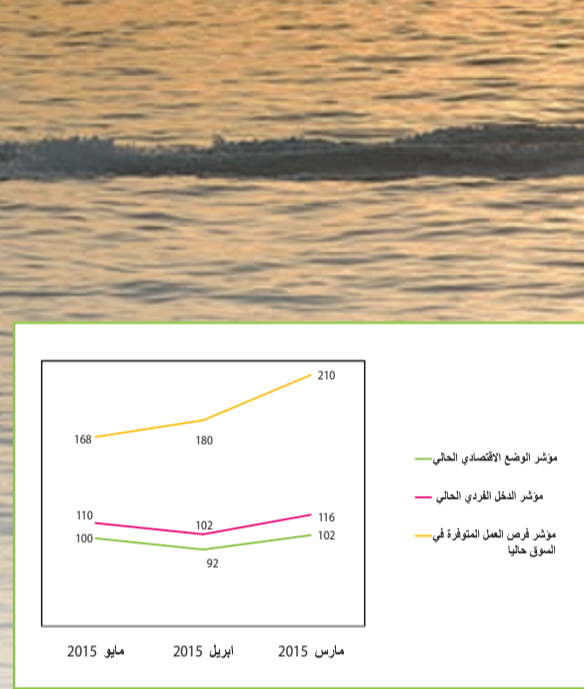 210
168
180
110
102
116
100
92
102
مؤشر الوضع الاقتصادي الحالي
مؤشر الدخل الفردي الحالي
مؤشر فرص العمل المتوفرة في
السوق حاليا
مارس 2015
ابريل 2015
مايو 2015